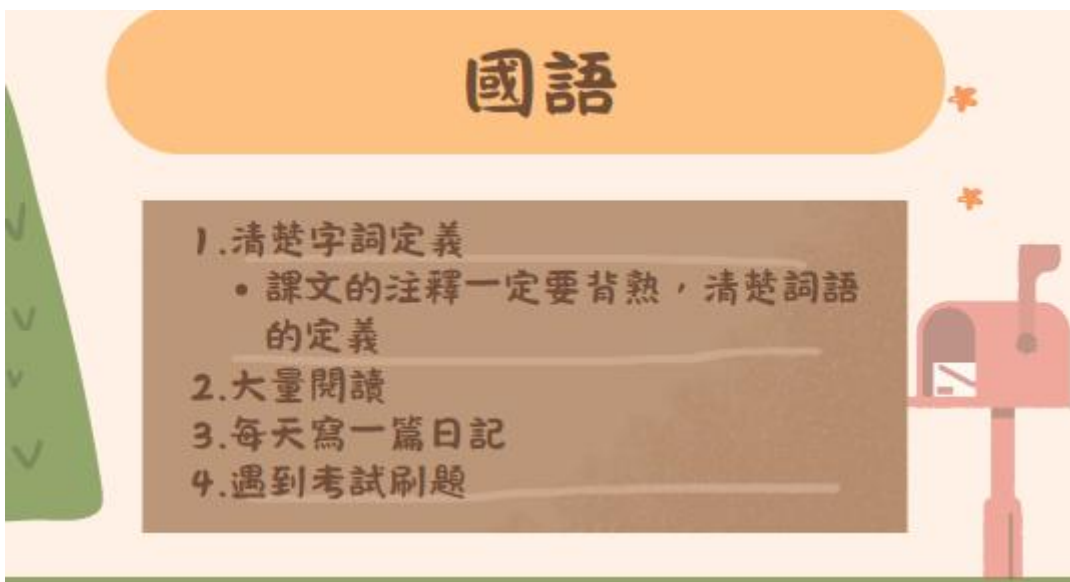 國語
1.清楚字詞定義
• 課文的注釋一定要背熟，清楚詞語
的定義
2.大量閱讀
3.每天寫一篇日記
4.遇到考試刷題